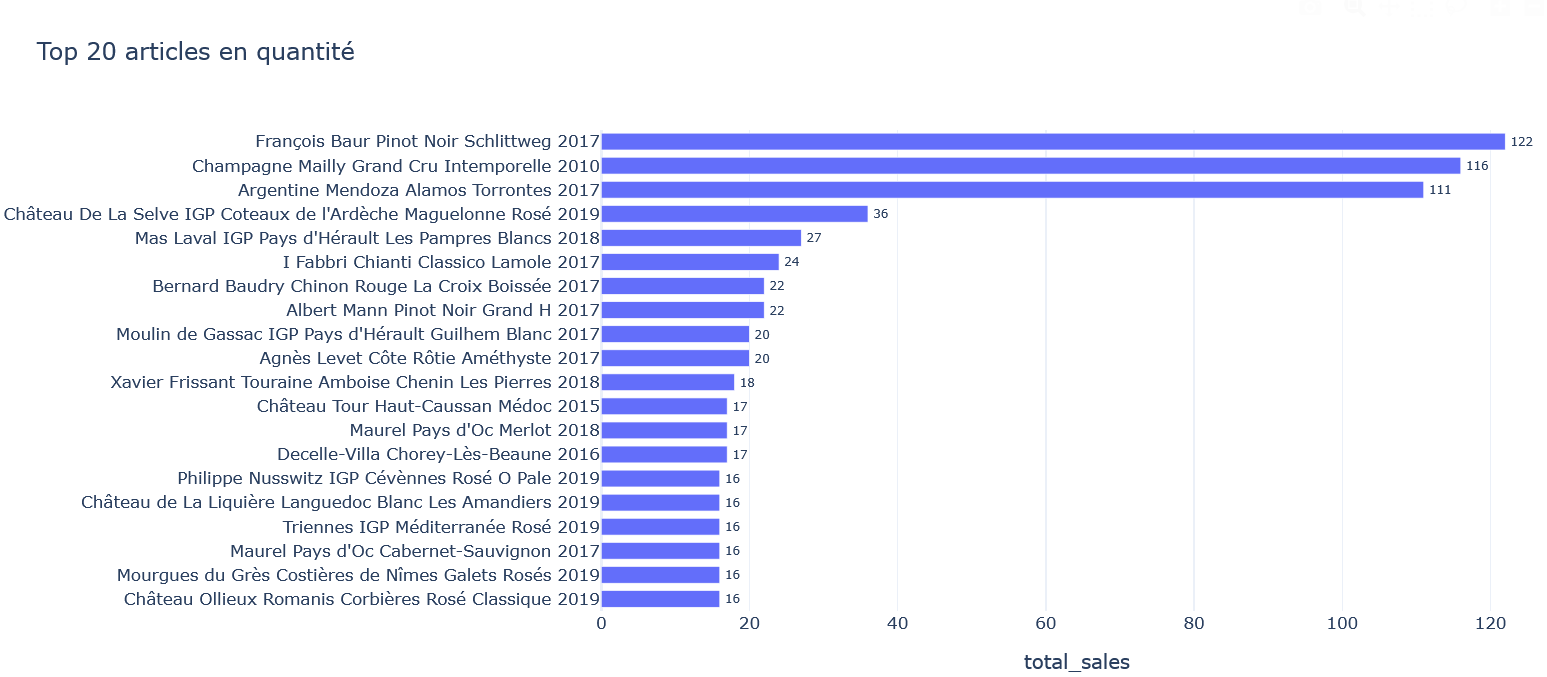 Top 20 articles en quantité
François Baur Pinot Noir Schlittweg 2017 122
Champagne Mailly Grand Cru Intemporelle 2010 116
Argentine Mendoza Alamos Torrontes 2017 111
Château De La Selve IGP Coteaux de l'Ardèche Maguelonne Rosé 2019 36
Mas Laval IGP Pays d'Hérault Les Pampres Blancs 2018 27
I Fabbri Chianti Classico Lamole 2017 24
Bernard Baudry Chinon Rouge La Croix Boissée 2017 22
Albert Mann Pinot Noir Grand H 2017 22
Moulin de Gassac IGP Pays d'Hérault Guilhem Blanc 2017 20
Agnès Levet Côte Rôtie Améthyste 2017 20
Xavier Frissant Touraine Amboise Chenin Les Pierres 2018 18
Château Tour Haut-Caussan Médoc 2015 17
Maurel Pays d'Oc Merlot 2018 17
Decelle-Villa Chorey-Lès-Beaune 2016 17
Philippe Nusswitz IGP Cévènnes Rosé O Pale 2019 16
Château de La Liquière Languedoc Blanc Les Amandiers 2019 16
Triennes IGP Méditerranée Rosé 2019 16
Maurel Pays d'Oc Cabernet-Sauvignon 2017 16
Mourgues du Grès Costières de Nîmes Galets Rosés 2019 16
Château Ollieux Romanis Corbières Rosé Classique 2019 16
0 20 40 60 80 100 120
total_sales